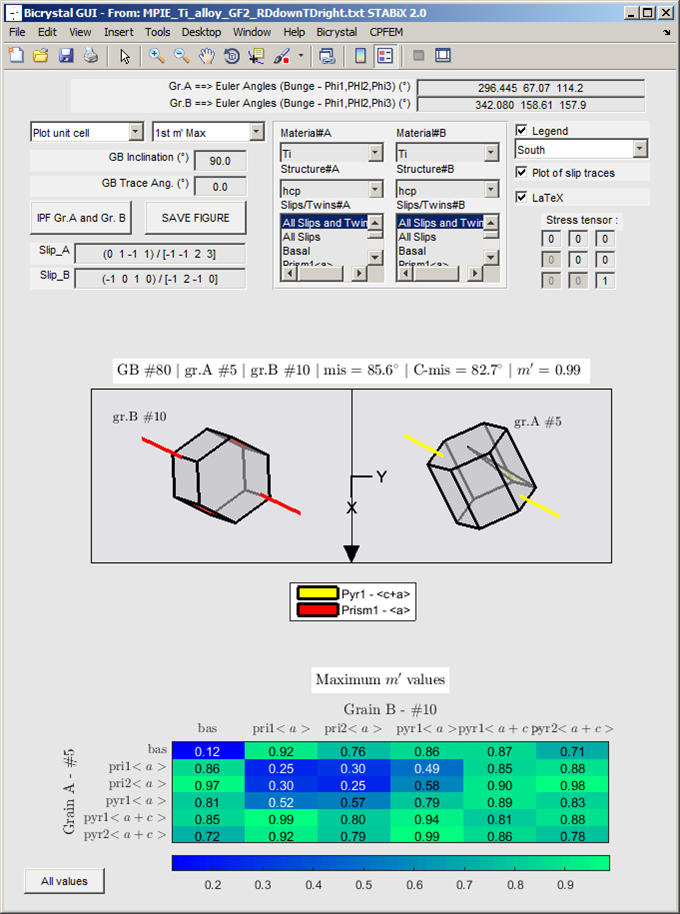 Bicrystal GUI - From: MPIE_Ti_alloy_GF2_RDdownTDright.txt STABiX 2.0
File Edit View Insert Tools Desktop Window Help Bicrystal CPFEM
Gr.A ==> Euler Angles (Bunge - Phi1,PHI2,Phi3) (°) 296.445 67.07 114.2
Gr.B ==> Euler Angles (Bunge - Phi1,PHI2,Phi3) (°) 342.080 158.61 157.9
Plot unit cell 1st m' Max
GB Inclination (°) 90.0
GB Trace Ang. (°) 0.0
IPF Gr.A and Gr. B SAVE FIGURE
Slip_A (0 1 -1 1) / [-1 -1 2 3]
Slip_B (-1 0 1 0) / [-1 2 -1 0]
Material#A Material#B
Ti Ti
Structure#A Structure#B
hcp hcp
Slips/Twins#A Slips/Twins#B
All Slips and Twin All Slips and Twin
All Slips All Slips
Basal Basal
Prism1<a> Prism1<a>
Legend
South
Plot of slip traces
LaTeX
Stress tensor :
0 0 0
0 0 0
0 0 1
GB #80 | gr.A #5 | gr.B #10 | mis = 85.6° | C-mis = 82.7° | m′ = 0.99
gr.B #10 gr.A #5
Y
X
Pyr1 - <c+a>
Prism1 - <a>
Maximum m′ values
Grain B - #10
bas pri1< a > pri2< a > pyr1< a > pyr1< a + c > pyr2< a + c >
Grain A - #5
bas 0.12 0.92 0.76 0.86 0.87 0.71
pri1< a > 0.86 0.25 0.30 0.49 0.85 0.88
pri2< a > 0.97 0.30 0.25 0.58 0.90 0.98
pyr1< a > 0.81 0.52 0.57 0.79 0.89 0.83
pyr1< a + c > 0.85 0.99 0.80 0.94 0.81 0.88
pyr2< a + c > 0.72 0.92 0.79 0.99 0.86 0.78
0.2 0.3 0.4 0.5 0.6 0.7 0.8 0.9
All values